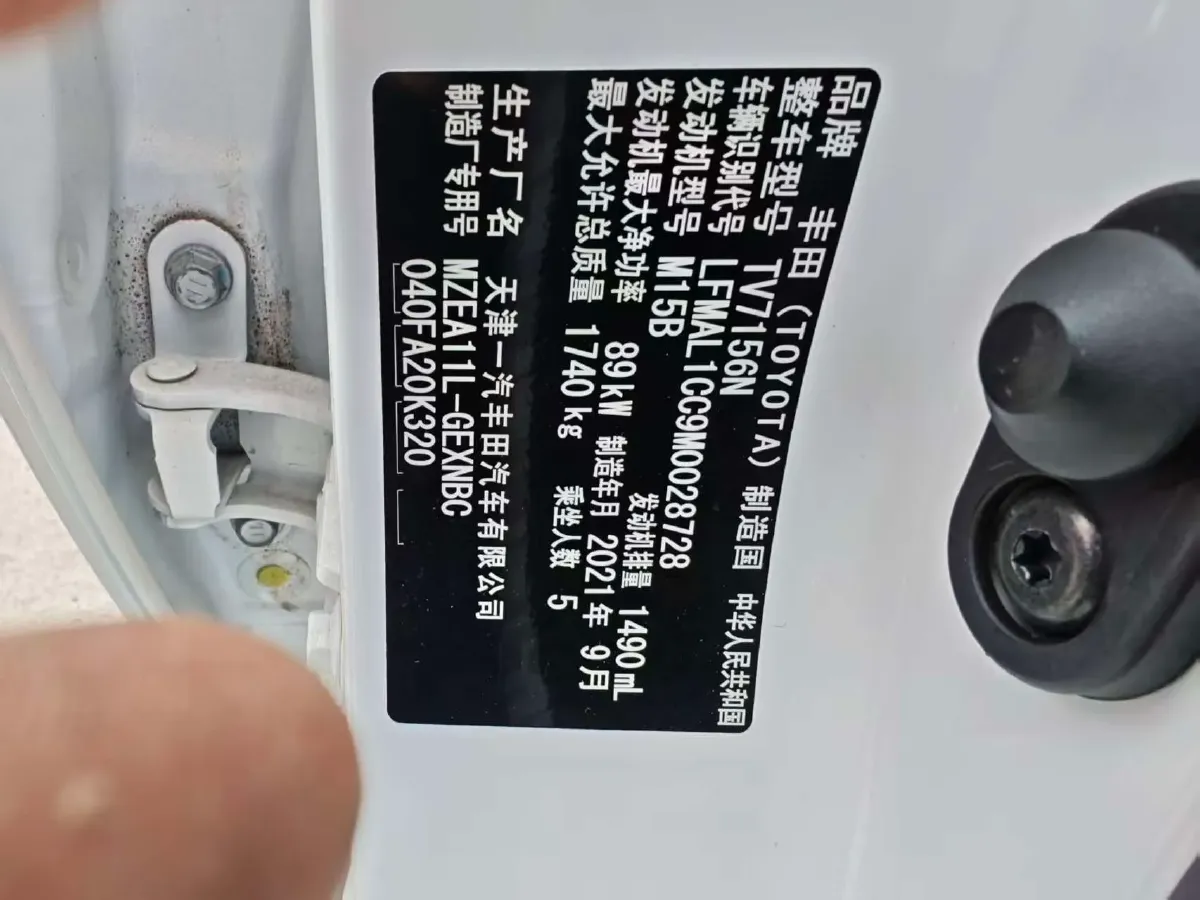 品牌 丰田（TOYOTA） 制造国 中华人民共和国
整车型号 TV7156N
车辆识别代号 LFMAL1CC9M0028728
发动机型号 M15B 发动机排量 1490mL
发动机最大净功率 89kW 制造年月 2021年 9月
最大允许总质量 1740kg 乘坐人数 5
生产厂名 天津一汽丰田汽车有限公司
制造厂专用号 MZEA11L-GEXNBC
040FA20K320